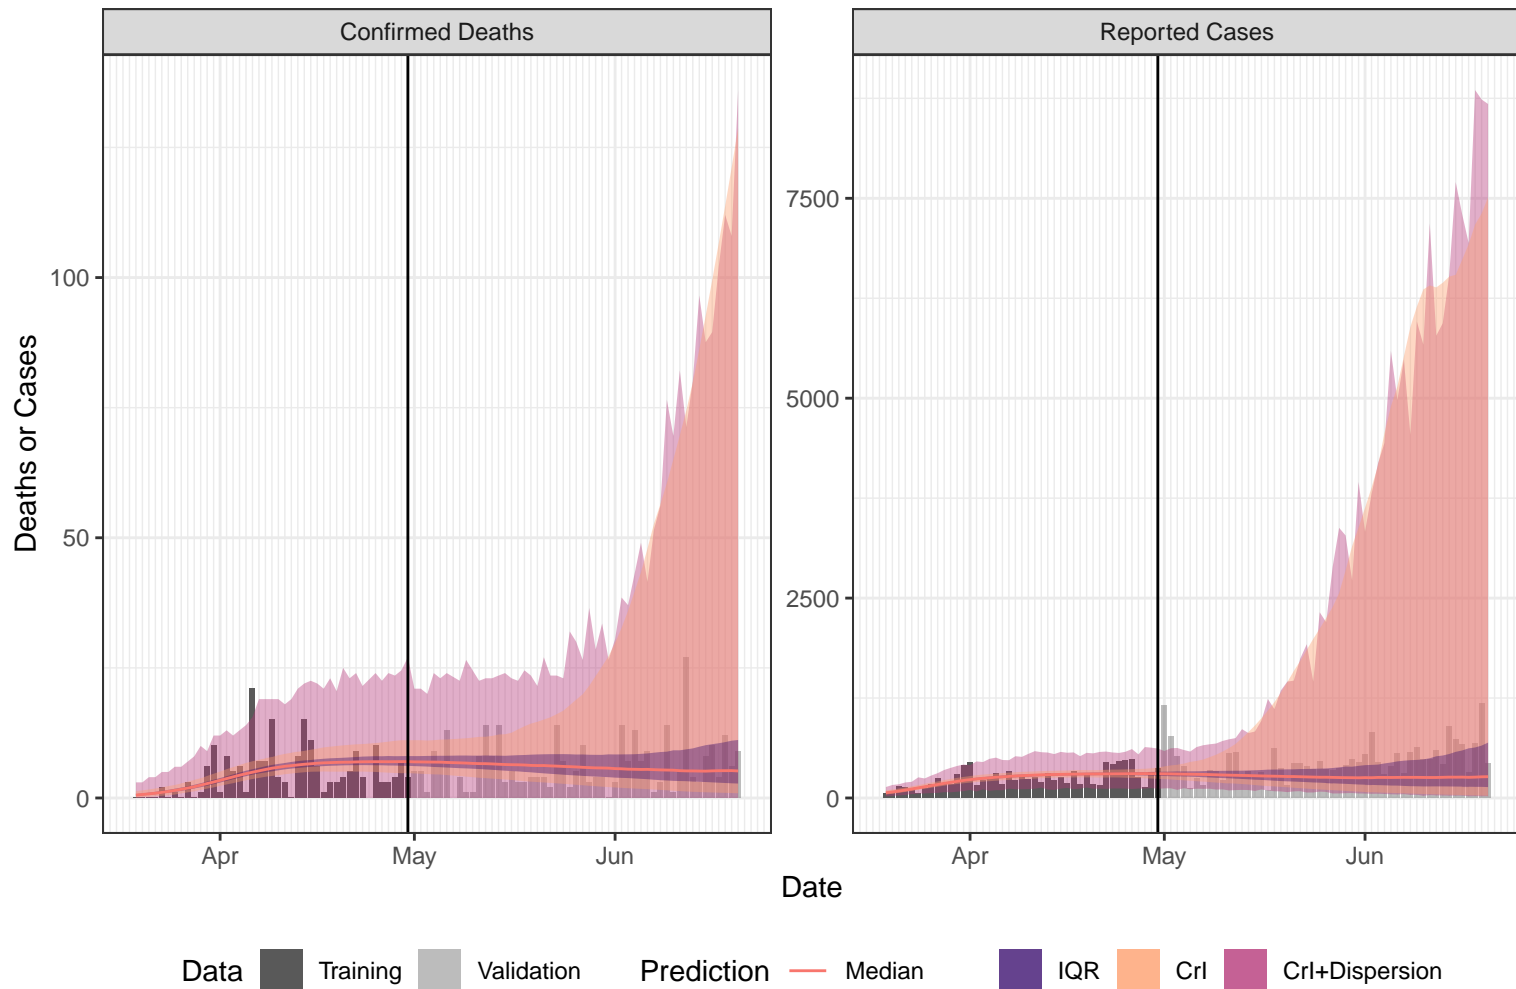 Confirmed Deaths
Reported Cases
Deaths or Cases
100
50
0
7500
5000
2500
0
Apr May Jun
Apr May Jun
Date
Data Training Validation Prediction Median IQR CrI CrI+Dispersion